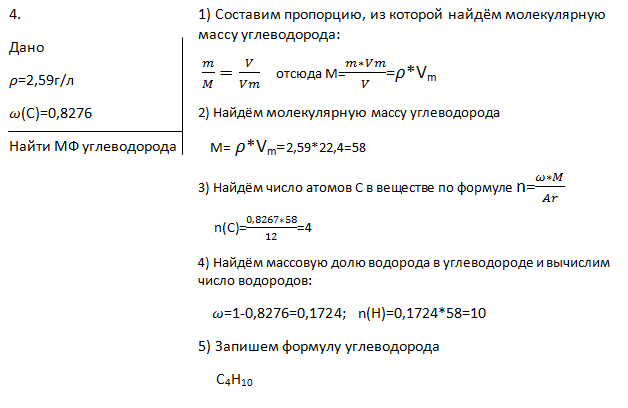 4.
Дано
ρ=2,59г/л
ω(C)=0,8276
Найти МФ углеводорода
1) Составим пропорцию, из которой найдём молекулярную
массу углеводорода:
m/M = V/Vm отсюда M=m∗Vm/V=ρ*Vm
2) Найдём молекулярную массу углеводорода
M= ρ*Vm=2,59*22,4=58
3) Найдём число атомов С в веществе по формуле n=ω∗M/Ar
n(C)=0,8267∗58/12=4
4) Найдём массовую долю водорода в углеводороде и вычислим
число водородов:
ω=1-0,8276=0,1724; n(H)=0,1724*58=10
5) Запишем формулу углеводорода
C4H10